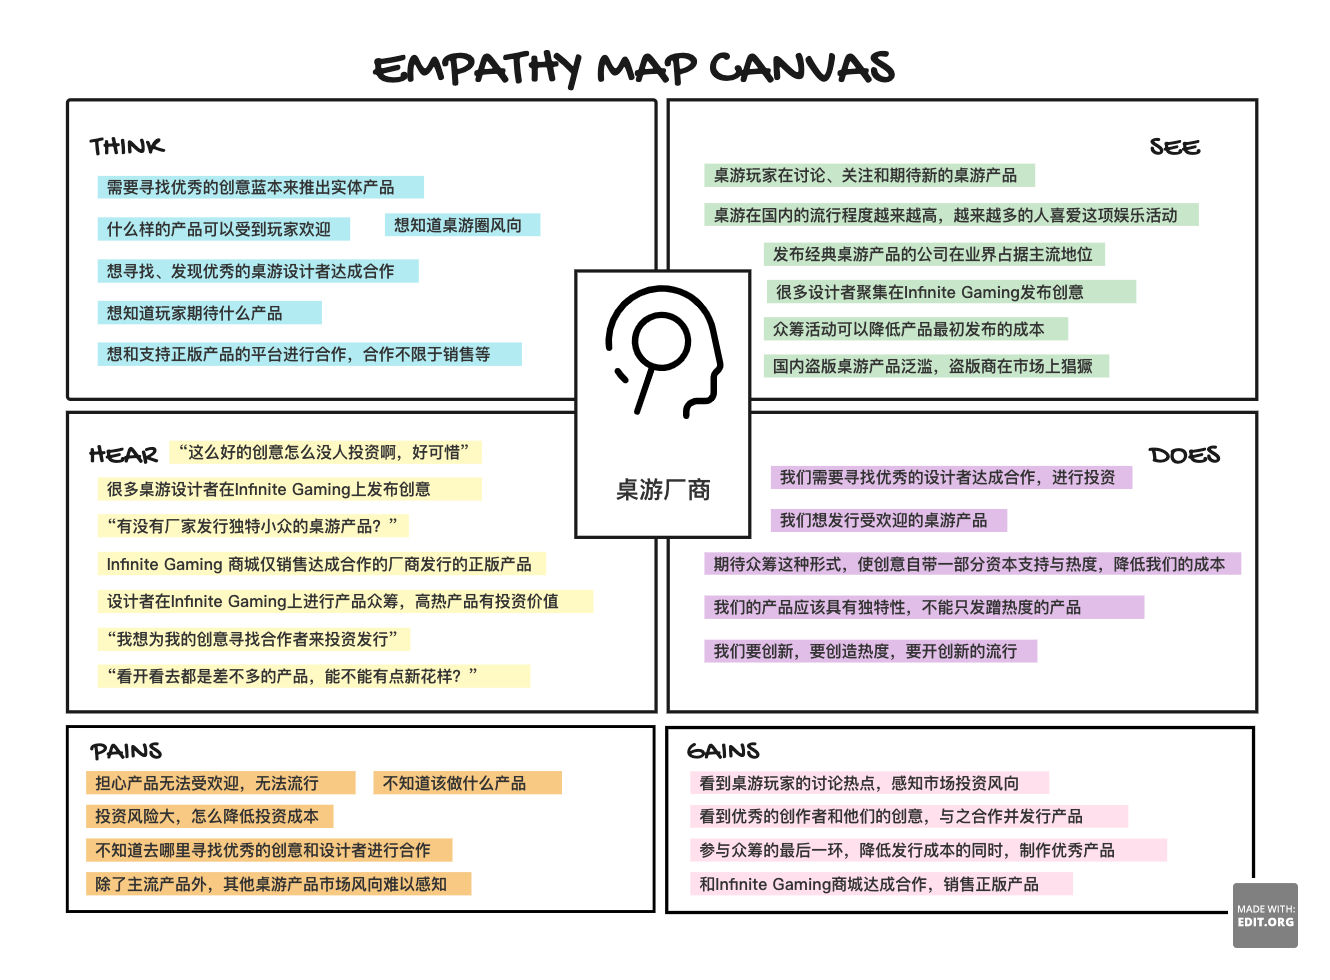 EMPATHY MAP CANVAS
THINK
需要寻找优秀的创意蓝本来推出实体产品
什么样的产品可以受到玩家欢迎
想知道桌游圈风向
想寻找、发现优秀的桌游设计者达成合作
想知道玩家期待什么产品
想和支持正版产品的平台进行合作，合作不限于销售等
SEE
桌游玩家在讨论、关注和期待新的桌游产品
桌游在国内的流行程度越来越高，越来越多的人喜爱这项娱乐活动
发布经典桌游产品的公司在业界占据主流地位
很多设计者聚集在Infinite Gaming发布创意
众筹活动可以降低产品最初发布的成本
国内盗版桌游产品泛滥，盗版商在市场上猖獗
桌游厂商
HEAR
“这么好的创意怎么没人投资啊，好可惜”
很多桌游设计者在Infinite Gaming上发布创意
“有没有厂家发行独特小众的桌游产品？”
Infinite Gaming 商城仅销售达成合作的厂商发行的正版产品
设计者在Infinite Gaming上进行产品众筹，高热产品有投资价值
“我想为我的创意寻找合作者来投资发行”
“看开看去都是差不多的产品，能不能有点新花样？”
DOES
我们需要寻找优秀的设计者达成合作，进行投资
我们想发行受欢迎的桌游产品
期待众筹这种形式，使创意自带一部分资本支持与热度，降低我们的成本
我们的产品应该具有独特性，不能只发蹭热度的产品
我们要创新，要创造热度，要开创新的流行
PAINS
担心产品无法受欢迎，无法流行
不知道该做什么产品
投资风险大，怎么降低投资成本
不知道去哪里寻找优秀的创意和设计者进行合作
除了主流产品外，其他桌游产品市场风向难以感知
GAINS
看到桌游玩家的讨论热点，感知市场投资风向
看到优秀的创作者和他们的创意，与之合作并发行产品
参与众筹的最后一环，降低发行成本的同时，制作优秀产品
和Infinite Gaming商城达成合作，销售正版产品
MADE WITH:
EDIT.ORG